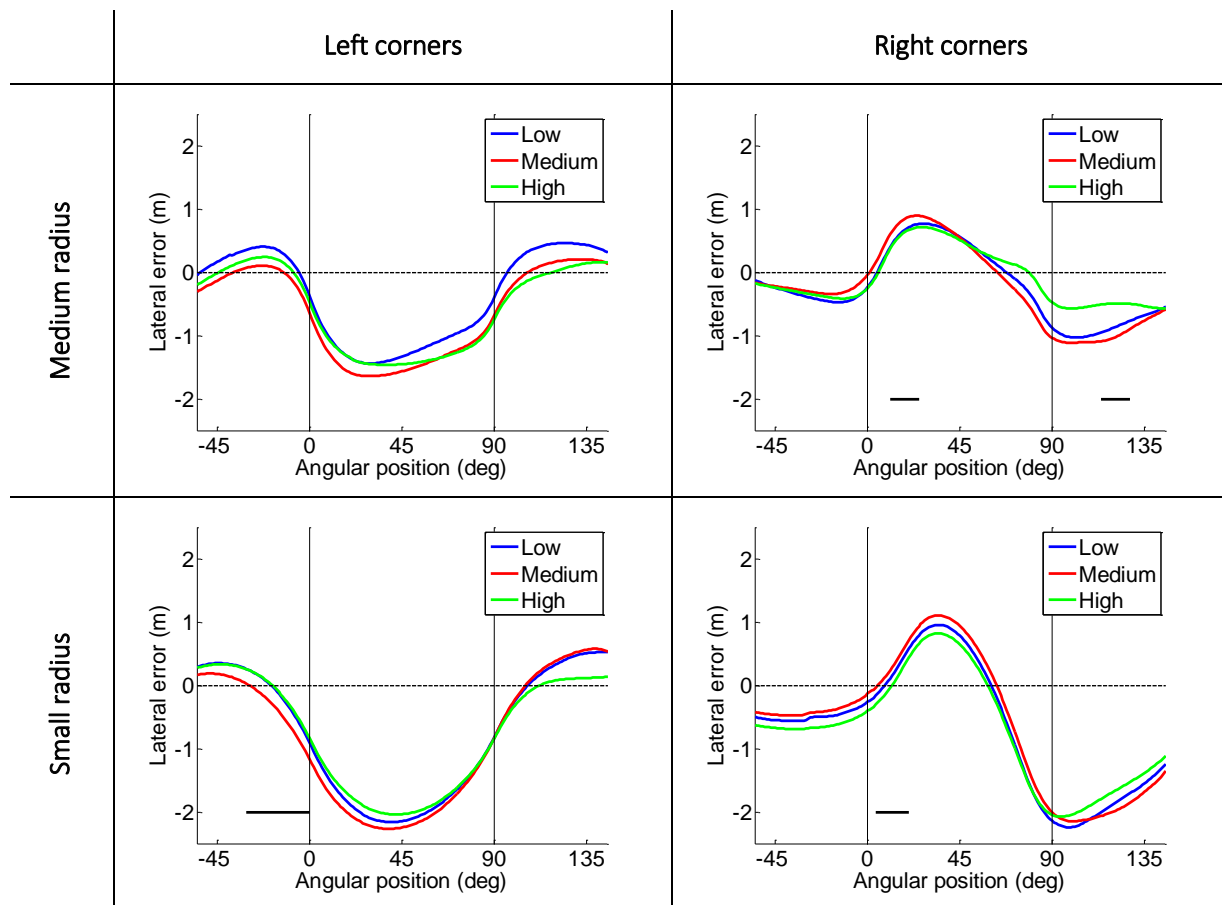 Left corners
Right corners
Medium radius
Lateral error (m)
2
1
0
-1
-2
Low
Medium
High
-45
0
45
90
135
Angular position (deg)
Lateral error (m)
2
1
0
-1
-2
Low
Medium
High
-45
0
45
90
135
Angular position (deg)
Small radius
Lateral error (m)
2
1
0
-1
-2
Low
Medium
High
-45
0
45
90
135
Angular position (deg)
Lateral error (m)
2
1
0
-1
-2
Low
Medium
High
-45
0
45
90
135
Angular position (deg)